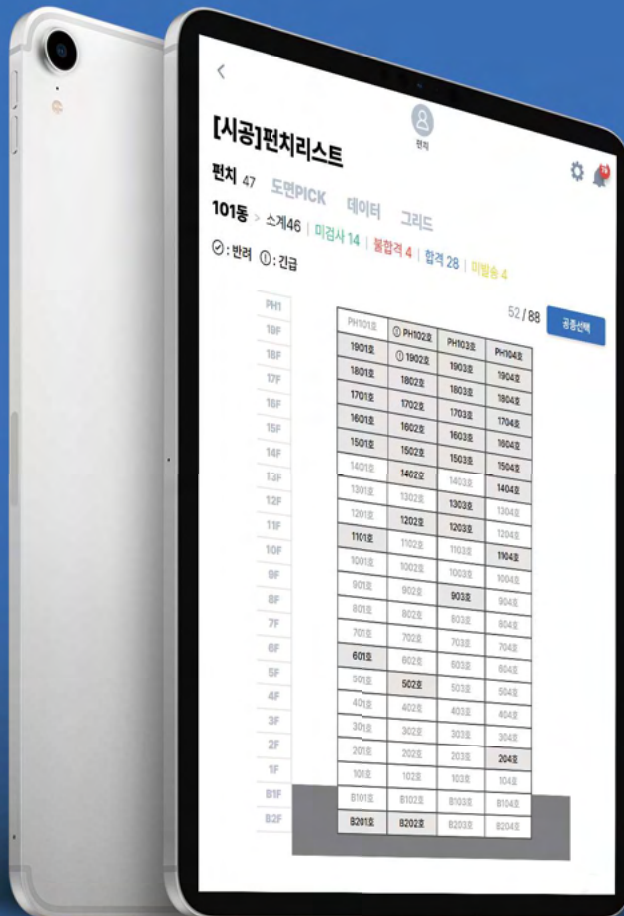 펀치
[시공]펀치리스트
펀치 47 도면PICK 데이터 그리드
101동 > 소계46 | 미검사 14 | 불합격 4 | 합격 28 | 미발송 4
: 반려 : 긴급
52 / 88 공종선택
PH1 PH101호 PH102호 PH103호 PH104호
19F 1901호 1902호 1903호 1904호
18F 1801호 1802호 1803호 1804호
17F 1701호 1702호 1703호 1704호
16F 1601호 1602호 1603호 1604호
15F 1501호 1502호 1503호 1504호
14F 1401호 1402호 1403호 1404호
13F 1301호 1302호 1303호 1304호
12F 1201호 1202호 1203호 1204호
11F 1101호 1102호 1103호 1104호
10F 1001호 1002호 1003호 1004호
9F 901호 902호 903호 904호
8F 801호 802호 803호 804호
7F 701호 702호 703호 704호
6F 601호 602호 603호 604호
5F 501호 502호 503호 504호
4F 401호 402호 403호 404호
3F 301호 302호 303호 304호
2F 201호 202호 203호 204호
1F 101호 102호 103호 104호
B1F B101호 B102호 B103호 B104호
B2F B201호 B202호 B203호 B204호